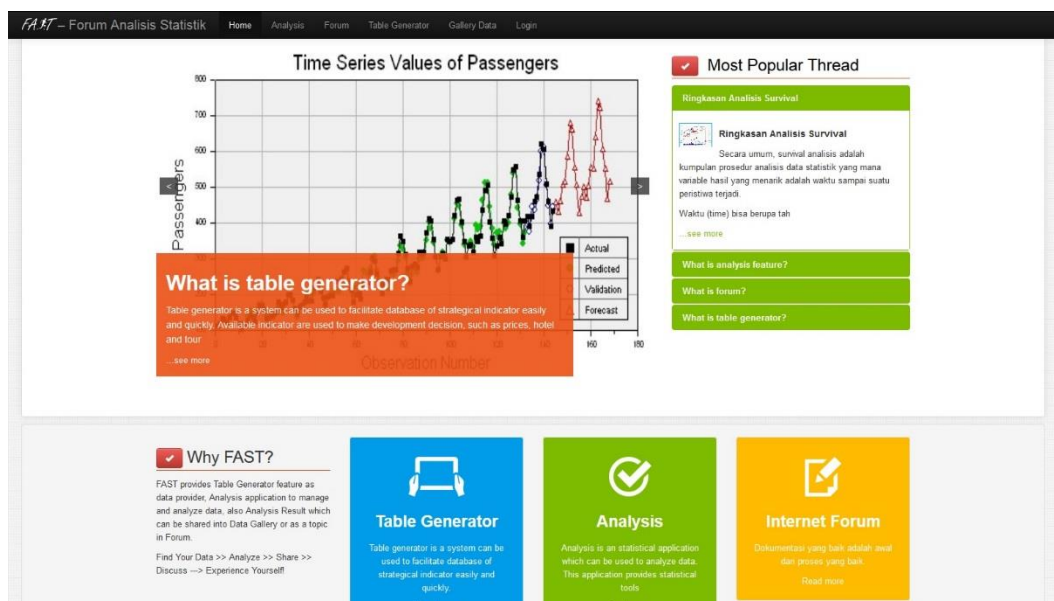 FAST – Forum Analisis Statistik Home Analysis Forum Table Generator Gallery Data Login
Time Series Values of Passengers
800
700
600
500
400
Passengers
<
>
Actual
Predicted
Validation
Forecast
160
180
Observation Number
What is table generator?
Table generator is a system can be used to facilitate database of strategical indicator easily
and quickly. Available indicator are used to make development decision, such as prices, hotel
and tour
...see more
Most Popular Thread
Ringkasan Analisis Survival
Ringkasan Analisis Survival
Secara umum, survival analisis adalah
kumpulan prosedur analisis data statistik yang mana
variable hasil yang menarik adalah waktu sampai suatu
peristiwa terjadi.
Waktu (time) bisa berupa tah
...see more
What is analysis feature?
What is forum?
What is table generator?
Why FAST?
FAST provides Table Generator feature as
data provider, Analysis application to manage
and analyze data, also Analysis Result which
can be shared into Data Gallery or as a topic
in Forum.
Find Your Data >> Analyze >> Share >>
Discuss ---> Experience Yourself!
Table Generator
Table generator is a system can be
used to facilitate database of
strategical indicator easily and
quickly.
Analysis
Analysis is an statistical application
which can be used to analyze data.
This application provides statistical
tools
Internet Forum
Dokumentasi yang baik adalah awal
dari proses yang baik
Read more